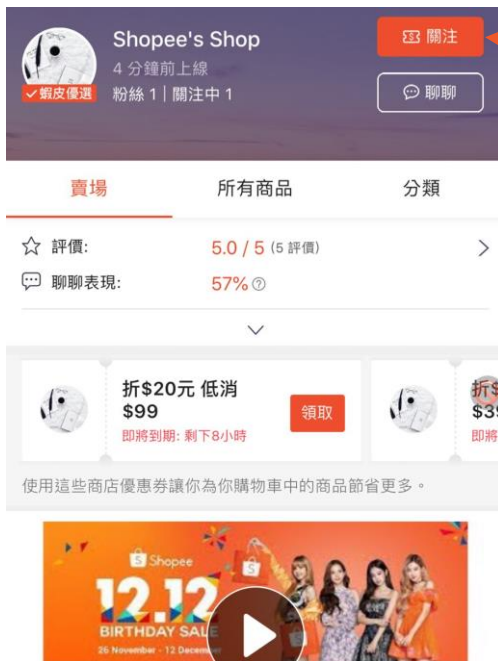 Shopee's Shop
關注
4 分鐘前上線
蝦皮優選
粉絲 1 | 關注中 1
聊聊
賣場
所有商品
分類
評價:
5.0 / 5 (5 評價)
聊聊表現:
57%
折$20元 低消
$99
即將到期: 剩下8小時
領取
使用這些商店優惠券讓你為你購物車中的商品節省更多。
Shopee
12.12
BIRTHDAY SALE
26 November - 12 December